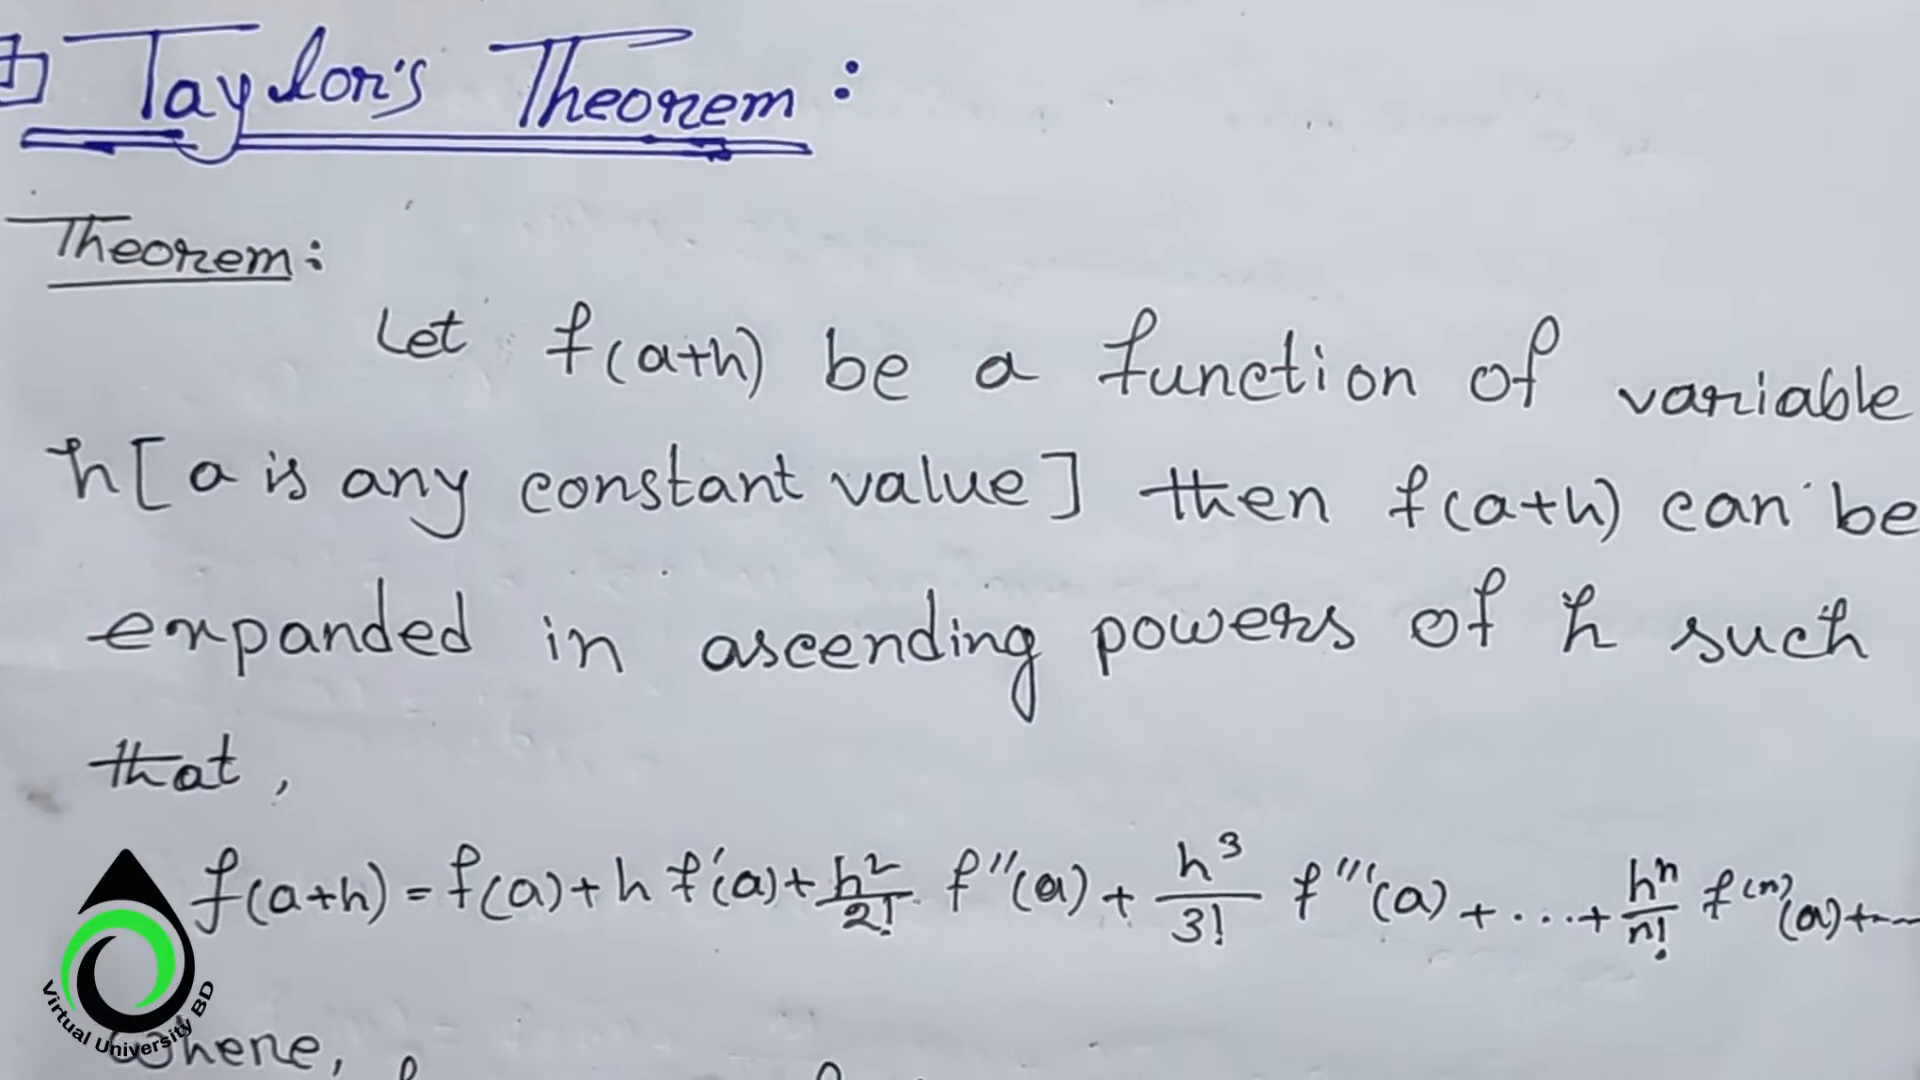 Taylor's Theorem:
Theorem:
Let f(a+h) be a function of variable
h [a is any constant value] then f(a+h) can be
expanded in ascending powers of h such
that,
f(a+h) = f(a) + h f'(a) + h²/2! f''(a) + h³/3! f'''(a) + ... + hⁿ/n! f⁽ⁿ⁾(a) + ...
Where,
Virtual University BD